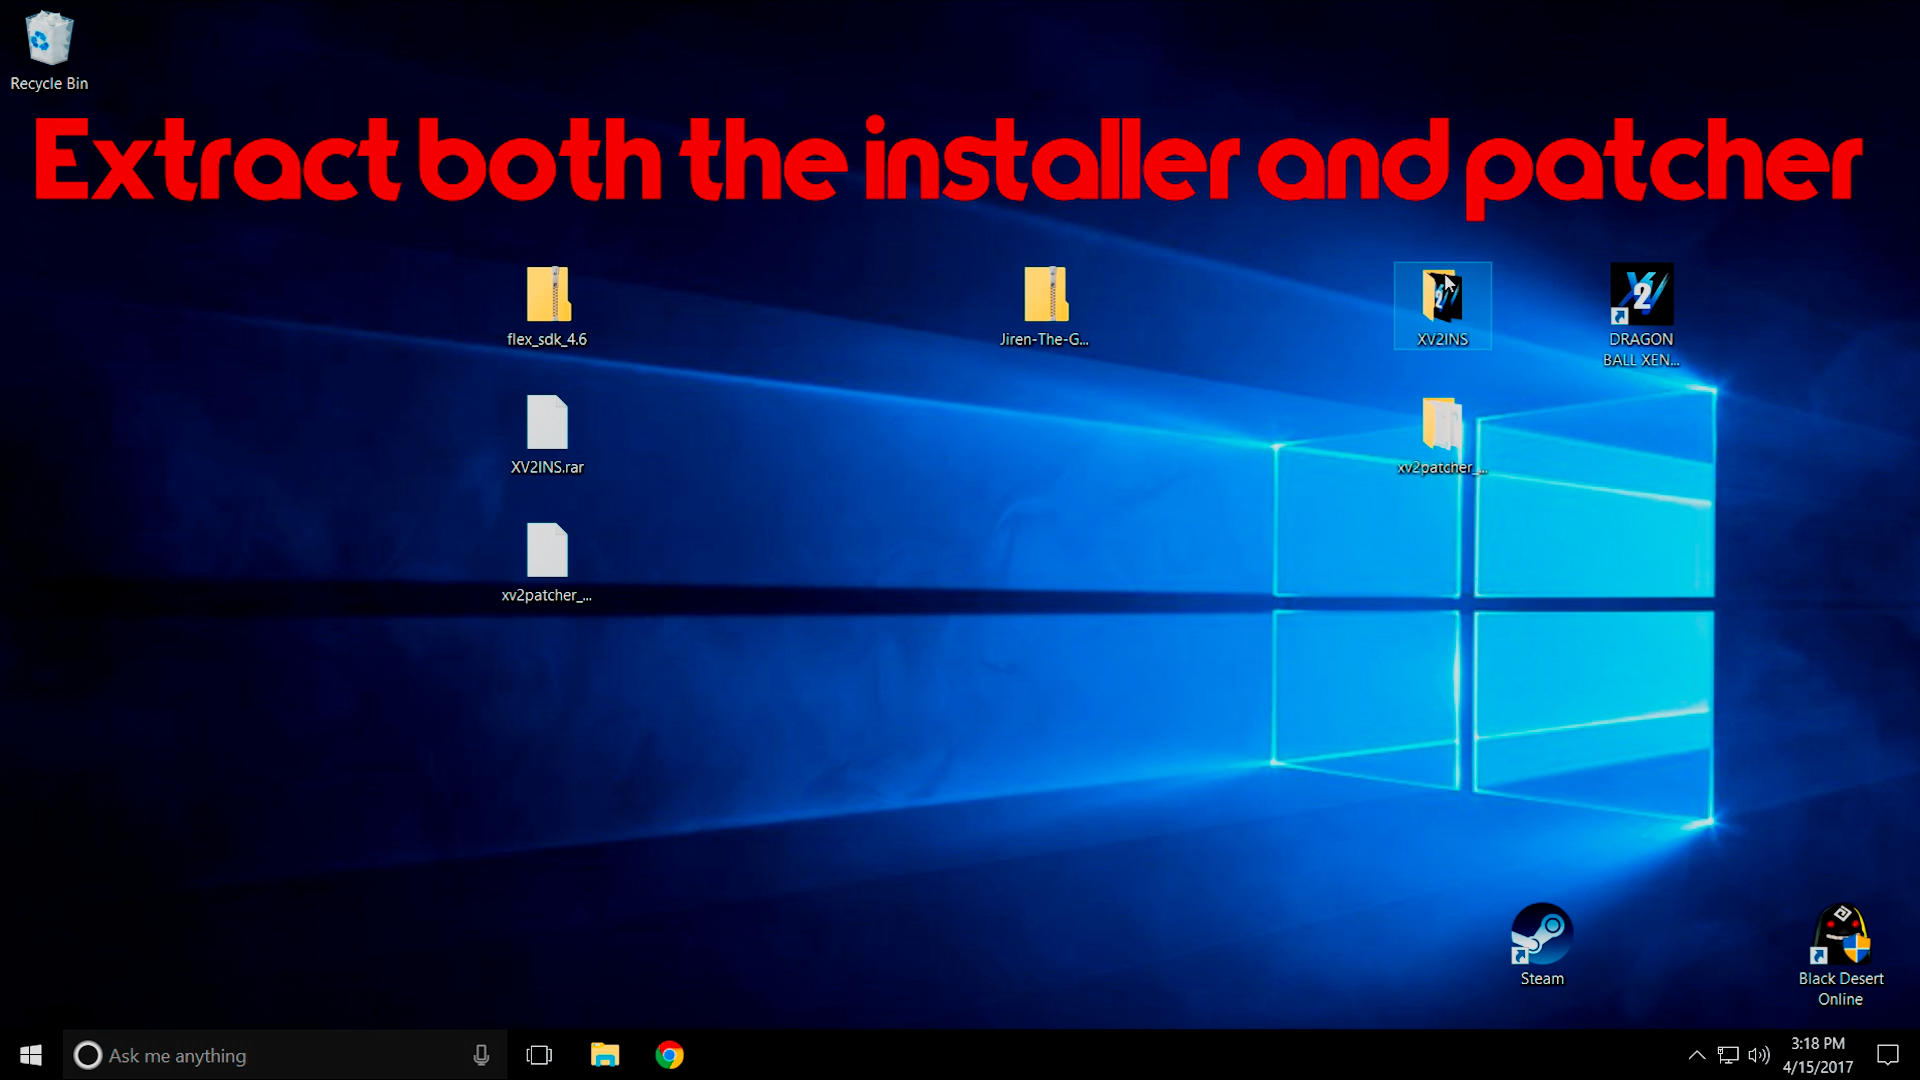 Recycle Bin
Extract both the installer and patcher
flex_sdk_4.6
Jiren-The-G...
XV2INS
DRAGON
BALL XEN...
XV2INS.rar
xv2patcher_...
xv2patcher_...
Steam
Black Desert
Online
Ask me anything
3:18 PM
4/15/2017